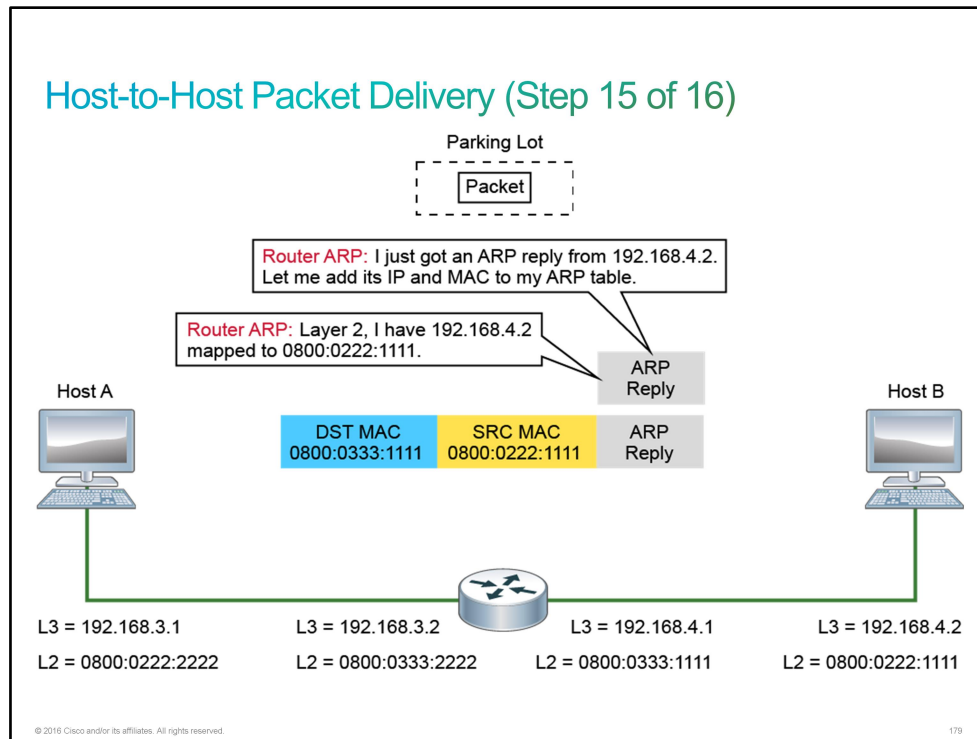 Host-to-Host Packet Delivery (Step 15 of 16)
Parking Lot
Packet
Router ARP: I just got an ARP reply from 192.168.4.2.
Let me add its IP and MAC to my ARP table.
Router ARP: Layer 2, I have 192.168.4.2
mapped to 0800:0222:1111.
ARP
Reply
Host A
Host B
DST MAC
0800:0333:1111
SRC MAC
0800:0222:1111
ARP
Reply
L3 = 192.168.3.1
L2 = 0800:0222:2222
L3 = 192.168.3.2
L2 = 0800:0333:2222
L3 = 192.168.4.1
L2 = 0800:0333:1111
L3 = 192.168.4.2
L2 = 0800:0222:1111
© 2016 Cisco and/or its affiliates. All rights reserved.
179